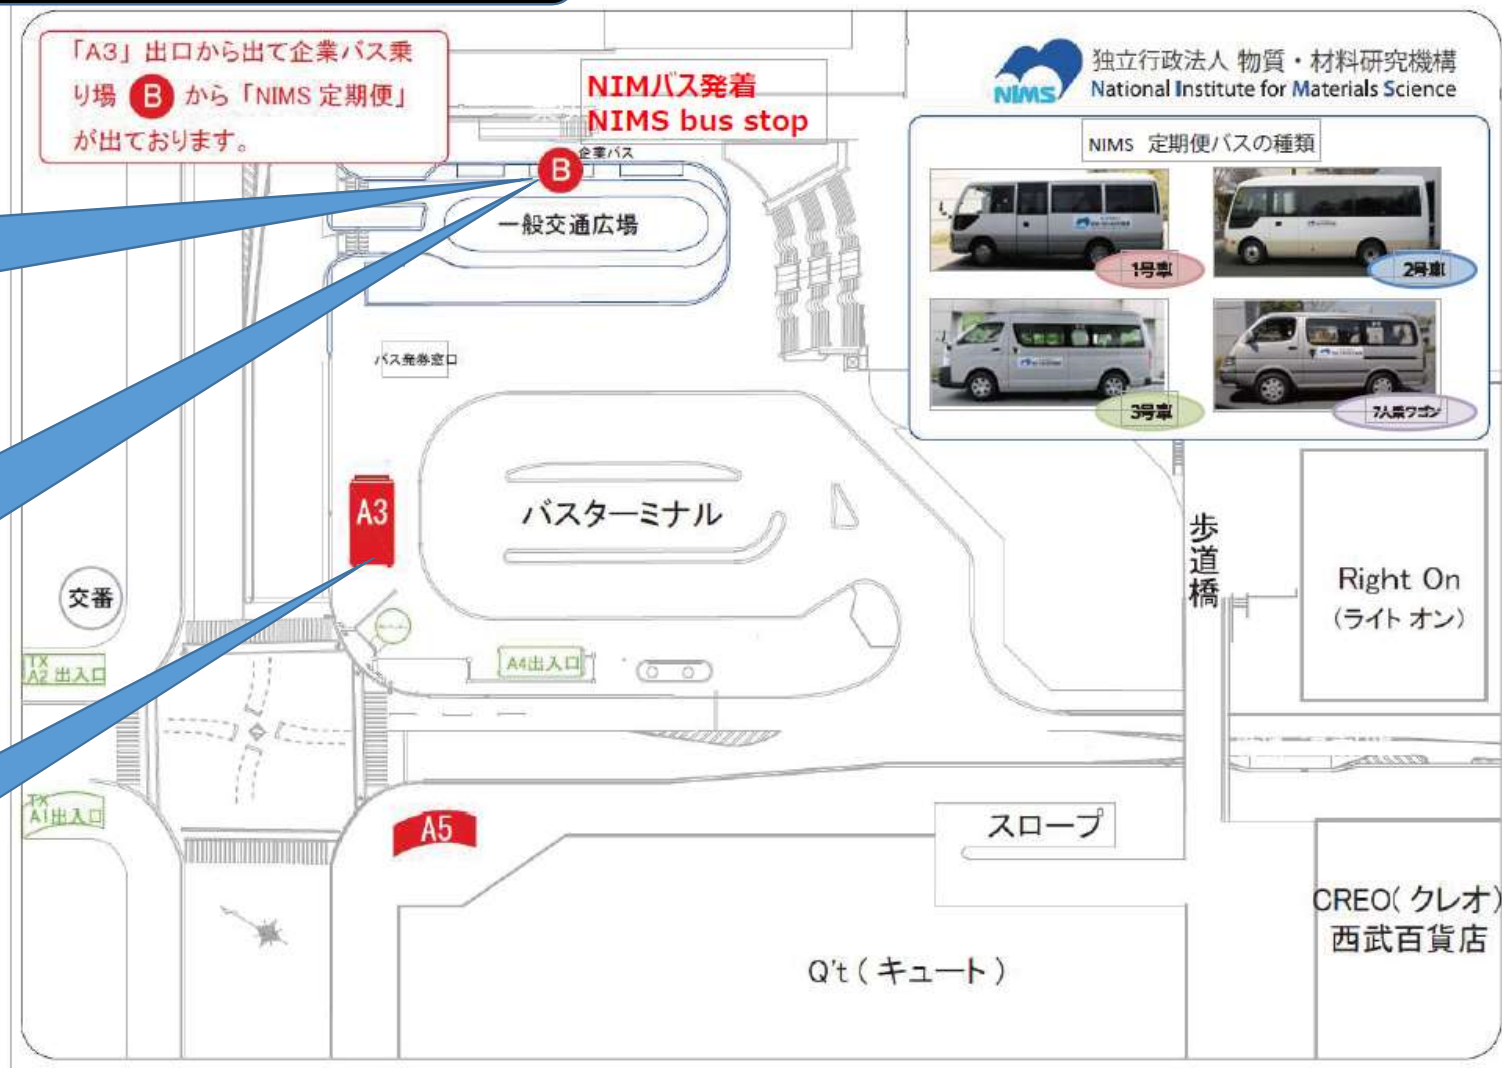 「A3」出口から出て企業バス乗
り場 B から「NIMS 定期便」
が出ております。
NIMバス発着
NIMS bus stop
独立行政法人 物質・材料研究機構
National Institute for Materials Science
NIMS
NIMS 定期便バスの種類
1号車
2号車
3号車
7人乗ワゴン
企業バス
B
一般交通広場
バス発券窓口
A3
バスターミナル
交番
歩道橋
Right On
(ライトオン)
TX
A2 出入口
A4出入口
TX
A1出入口
A5
スロープ
CREO(クレオ)
西武百貨店
Q't(キュート)